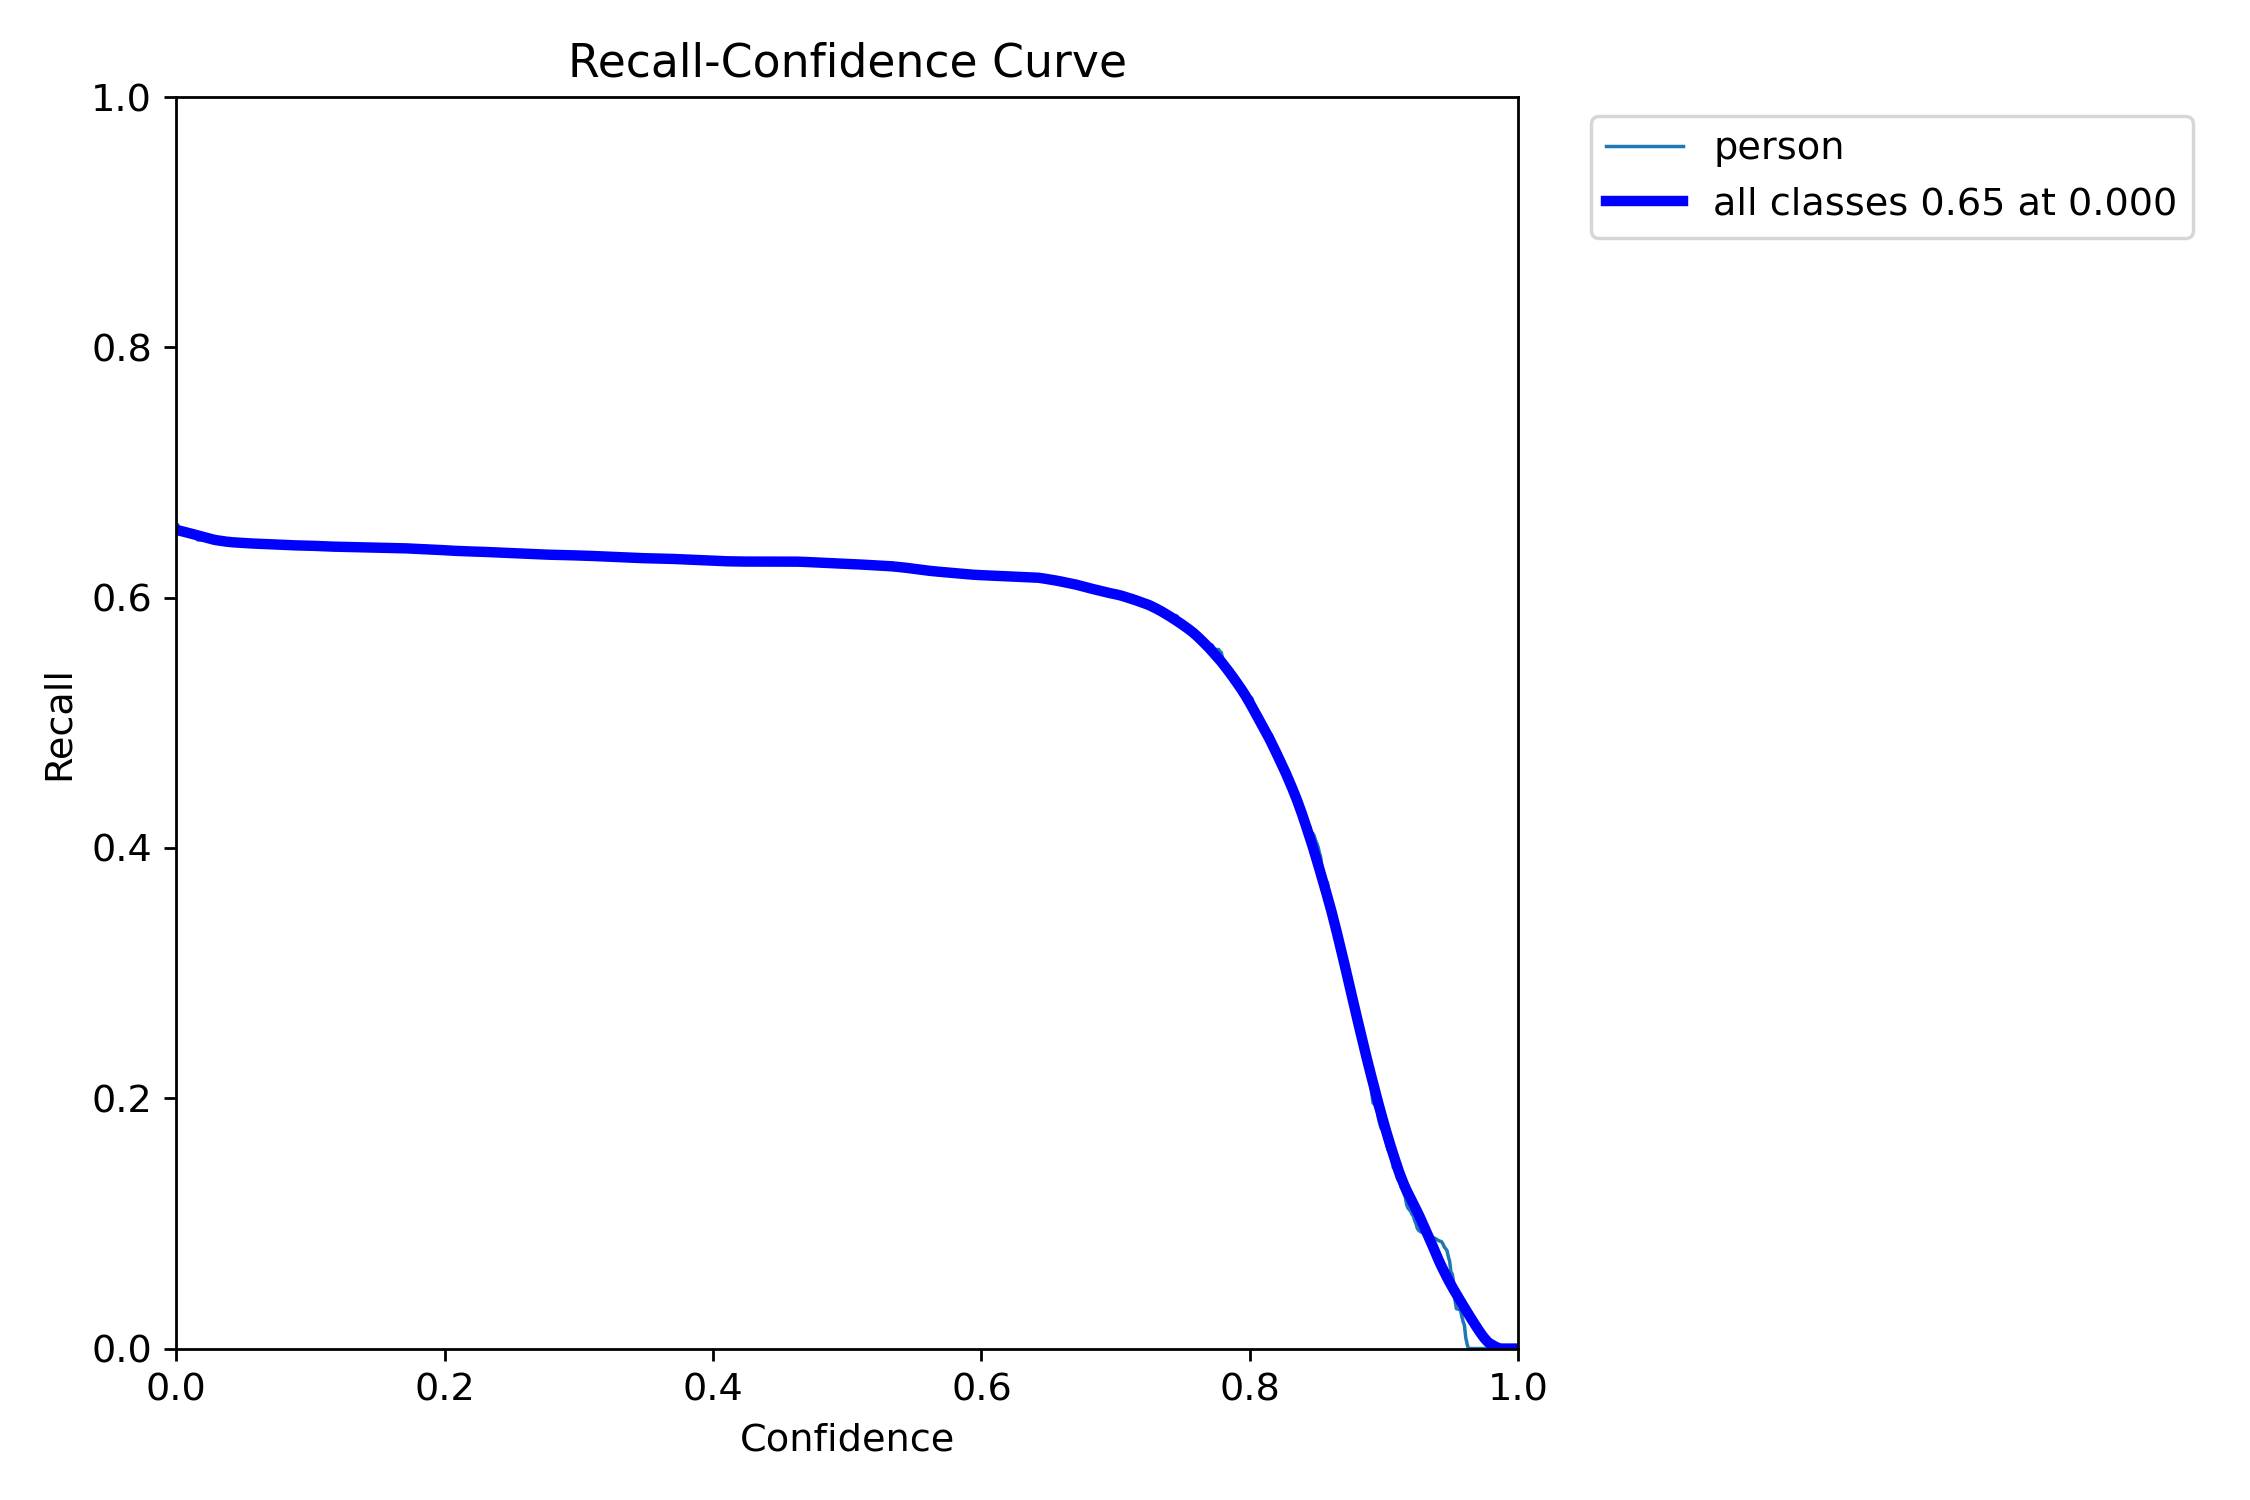 Recall-Confidence Curve
1.0
0.8
0.6
0.4
0.2
0.0
Recall
0.0 0.2 0.4 0.6 0.8 1.0
Confidence
person
all classes 0.65 at 0.000